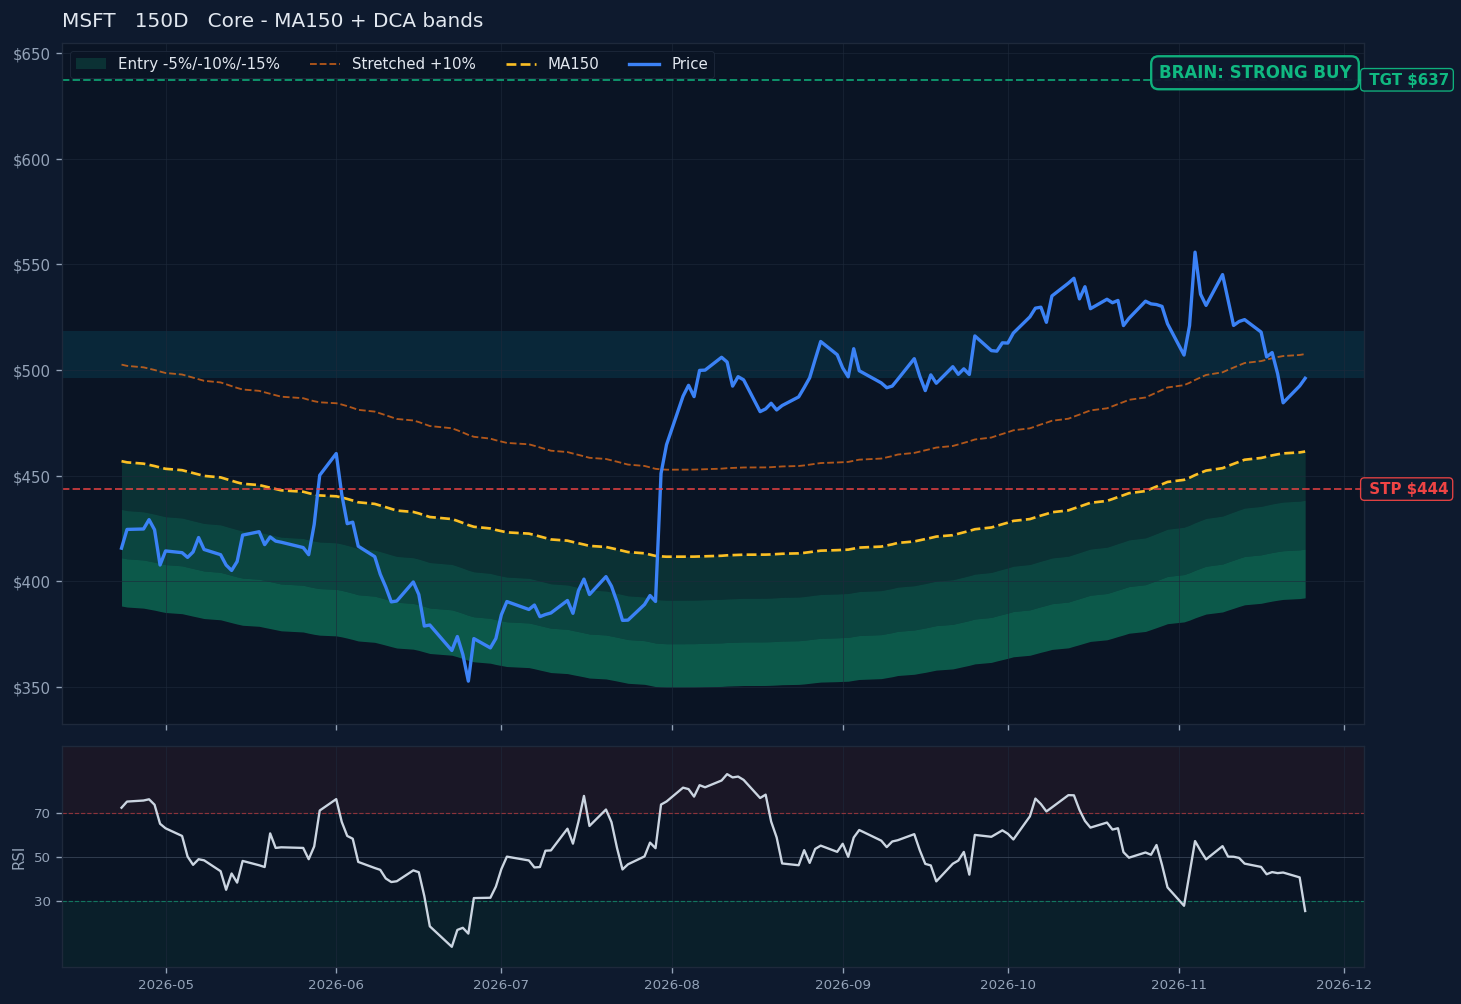 MSFT 150D Core - MA150 + DCA bands
$650
Entry -5%/-10%/-15%
Stretched +10%
MA150
Price
BRAIN: STRONG BUY
TGT $637
$600
$550
$500
$450
STP $444
$400
$350
RSI
70
50
30
2026-05
2026-06
2026-07
2026-08
2026-09
2026-10
2026-11
2026-12